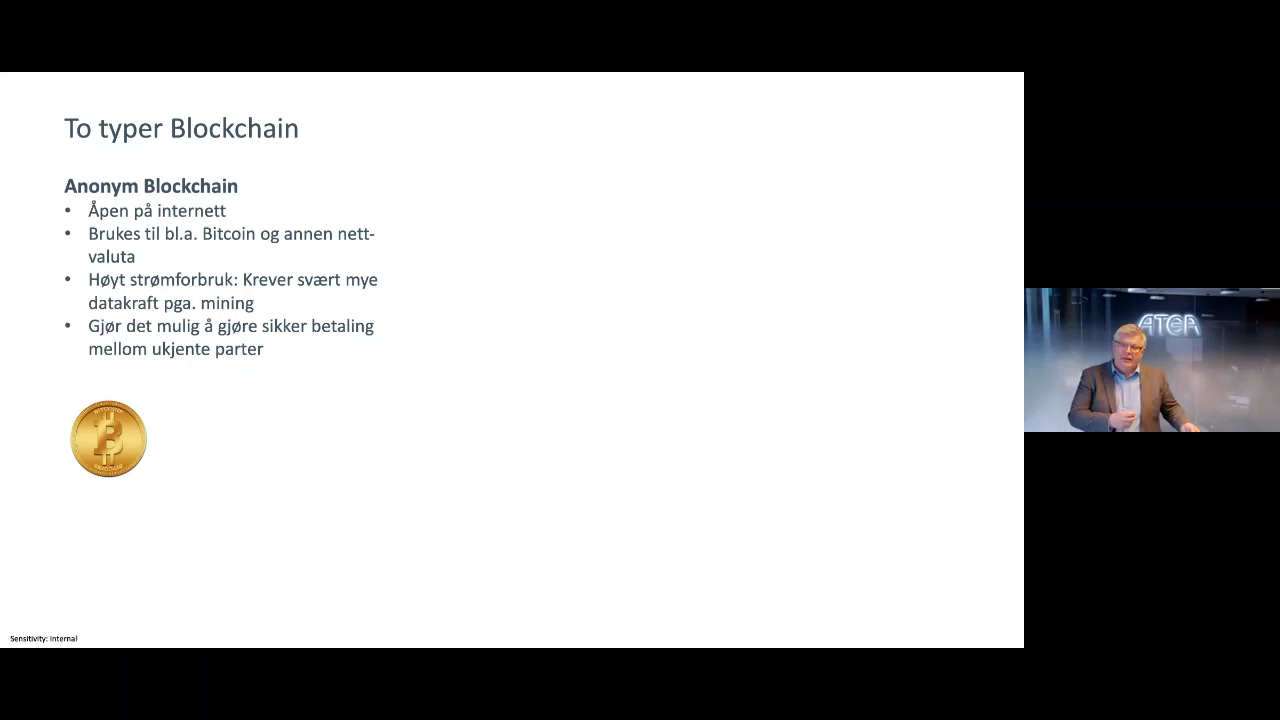 To typer Blockchain
Anonym Blockchain
• Åpen på internett
• Brukes til bl.a. Bitcoin og annen nett-
valuta
• Høyt strømforbruk: Krever svært mye
datakraft pga. mining
• Gjør det mulig å gjøre sikker betaling
mellom ukjente parter
B
ATEA
Sensitivity: Internal